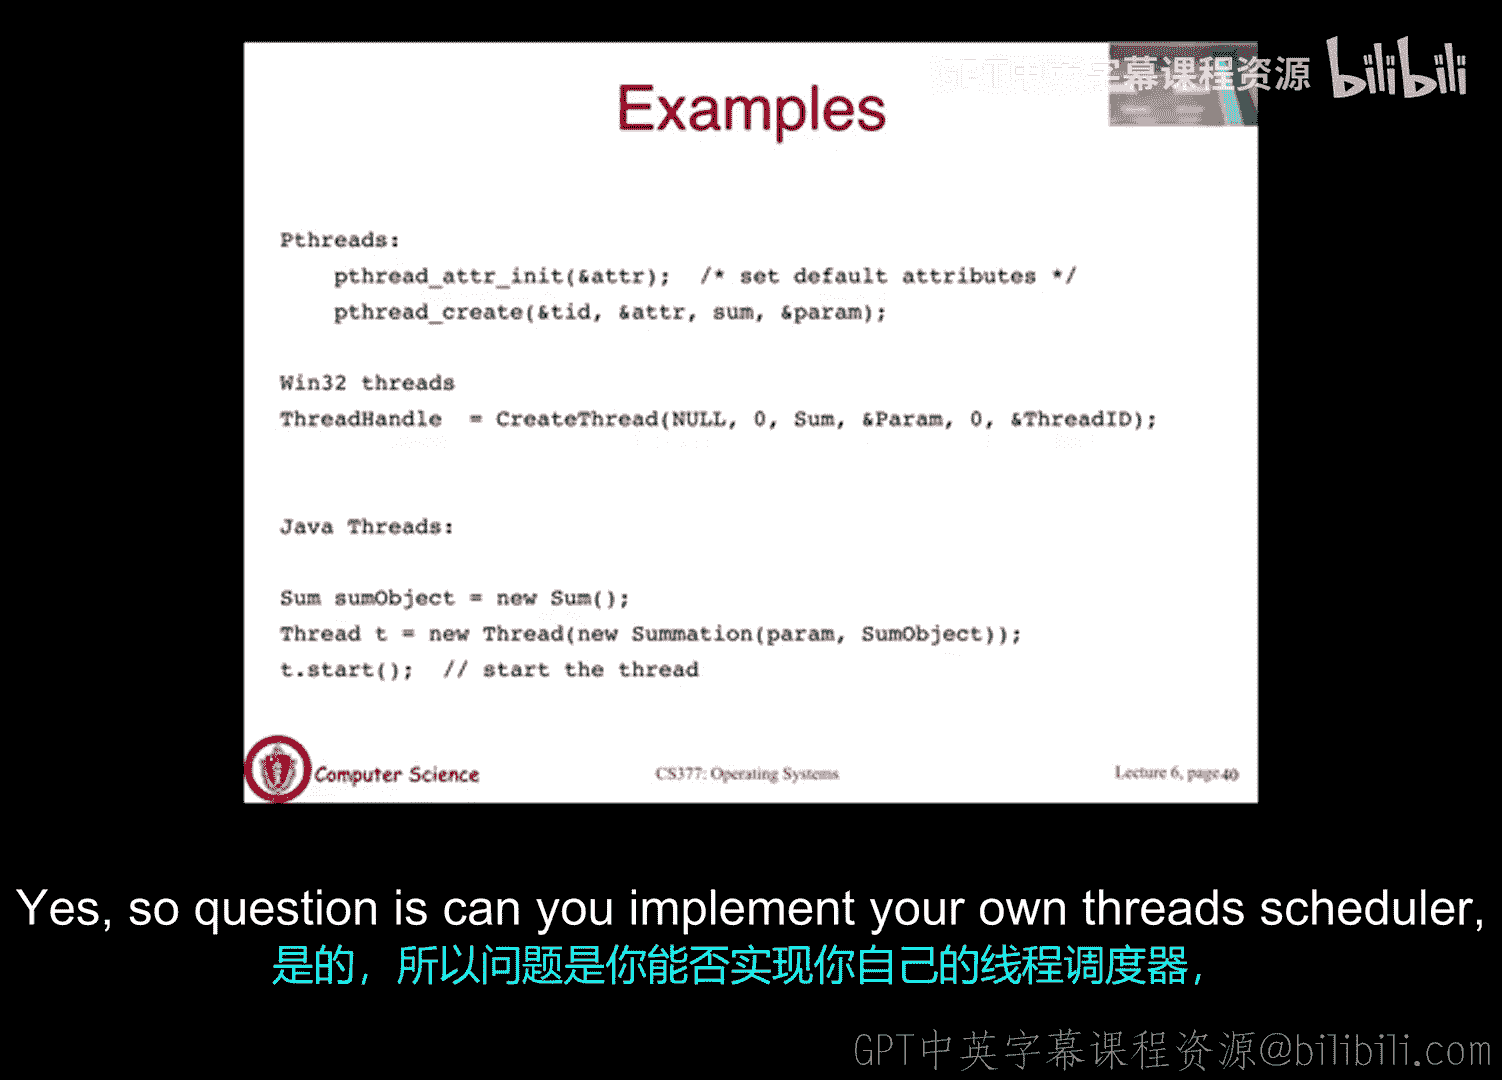 GPT中英字幕课程资源 bilibili
Examples
Pthreads:
pthread_attr_init(&attr); /* set default attributes */
pthread_create(&tid, &attr, sum, &param);
Win32 threads
ThreadHandle = CreateThread(NULL, 0, Sum, &Param, 0, &ThreadID);
Java Threads:
Sum sumObject = new Sum();
Thread t = new Thread(new Summation(param, SumObject));
t.start(); // start the thread
Computer Science
CS377: Operating Systems
Lecture 6, page 40
Yes, so question is can you implement your own threads scheduler,
是的，所以问题是你能否实现你自己的线程调度器，
GPT中英字幕课程资源@bilibili.com